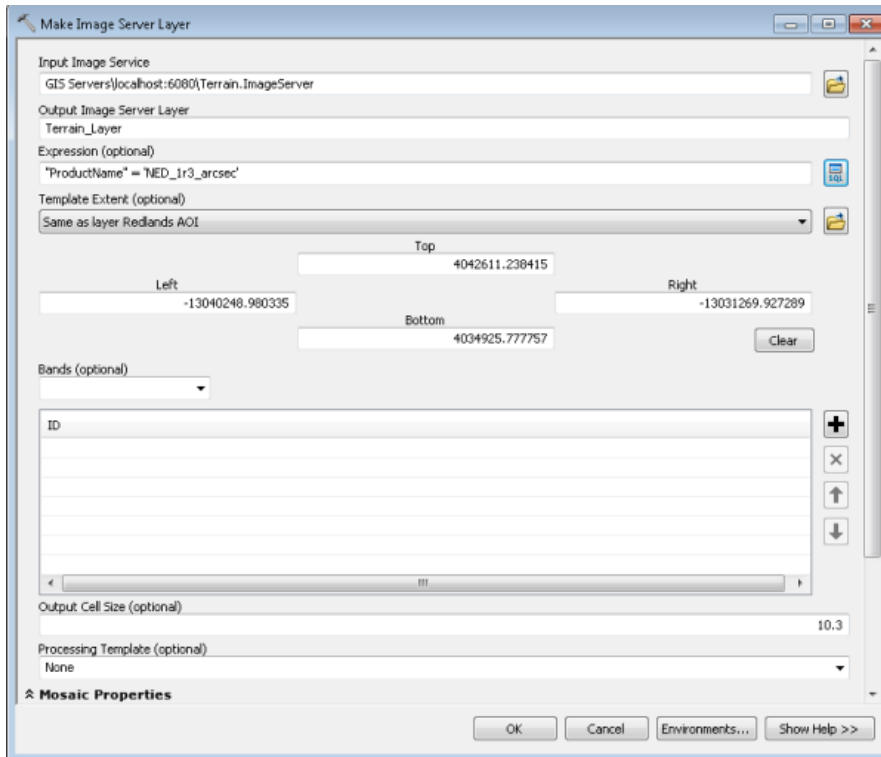 Make Image Server Layer
Input Image Service
GIS Servers\localhost:6080\Terrain.ImageServer
Output Image Server Layer
Terrain_Layer
Expression (optional)
"ProductName" = 'NED_1r3_arcsec'
SQL
Template Extent (optional)
Same as layer Redlands AOI
Top
4042611.238415
Left
Right
-13040248.980335
-13031269.927289
Bottom
4034925.777757
Clear
Bands (optional)
ID
Output Cell Size (optional)
10.3
Processing Template (optional)
None
Mosaic Properties
OK
Cancel
Environments...
Show Help >>